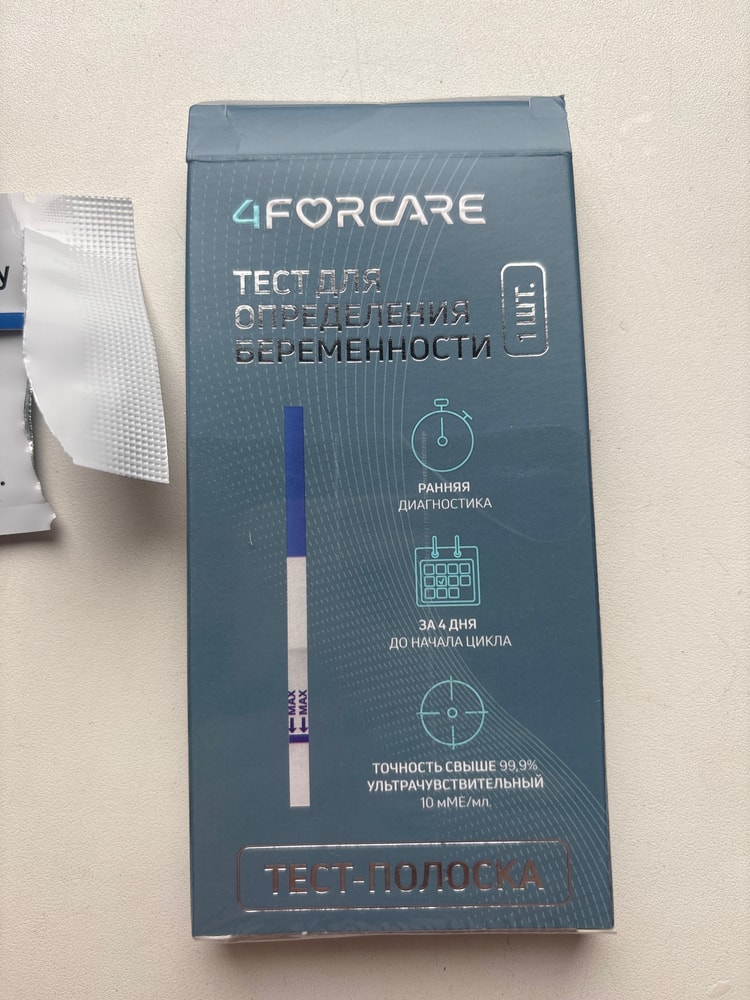 4FORCARE
ТЕСТ ДЛЯ
ОПРЕДЕЛЕНИЯ
БЕРЕМЕННОСТИ
1 ШТ.
РАННЯЯ
ДИАГНОСТИКА
ЗА 4 ДНЯ
ДО НАЧАЛА ЦИКЛА
MAX
MAX
ТОЧНОСТЬ СВЫШЕ 99,9%
УЛЬТРАЧУВСТВИТЕЛЬНЫЙ
10 мМЕ/мл.
ТЕСТ-ПОЛОСКА